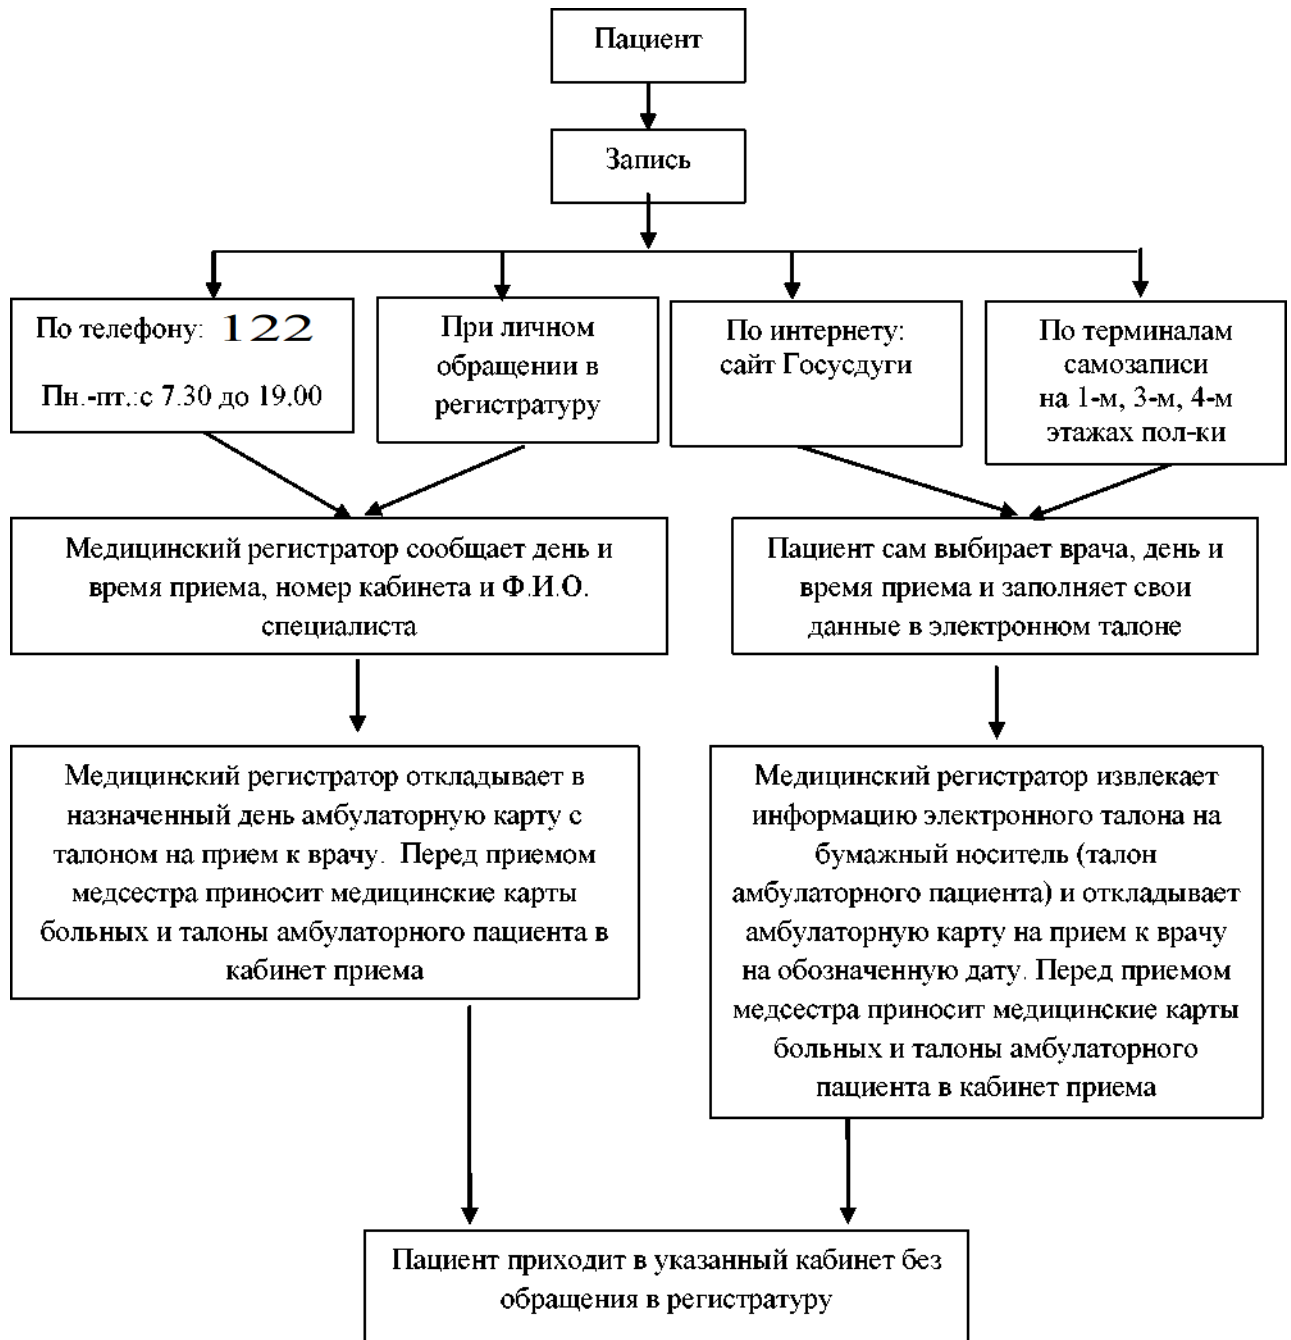 Пациент
Запись
По телефону: 122
Пн.-пт.:с 7.30 до 19.00
При личном
обращении в
регистратуру
По интернету:
сайт Госусдуги
По терминалам
самозаписи
на 1-м, 3-м, 4-м
этажах пол-ки
Медицинский регистратор сообщает день и
время приема, номер кабинета и Ф.И.О.
специалиста
Пациент сам выбирает врача, день и
время приема и заполняет свои
данные в электронном талоне
Медицинский регистратор откладывает в
назначенный день амбулаторную карту с
талоном на прием к врачу. Перед приемом
медсестра приносит медицинские карты
больных и талоны амбулаторного пациента в
кабинет приема
Медицинский регистратор извлекает
информацию электронного талона на
бумажный носитель (талон
амбулаторного пациента) и откладывает
амбулаторную карту на прием к врачу
на обозначенную дату. Перед приемом
медсестра приносит медицинские карты
больных и талоны амбулаторного
пациента в кабинет приема
Пациент приходит в указанный кабинет без
обращения в регистратуру